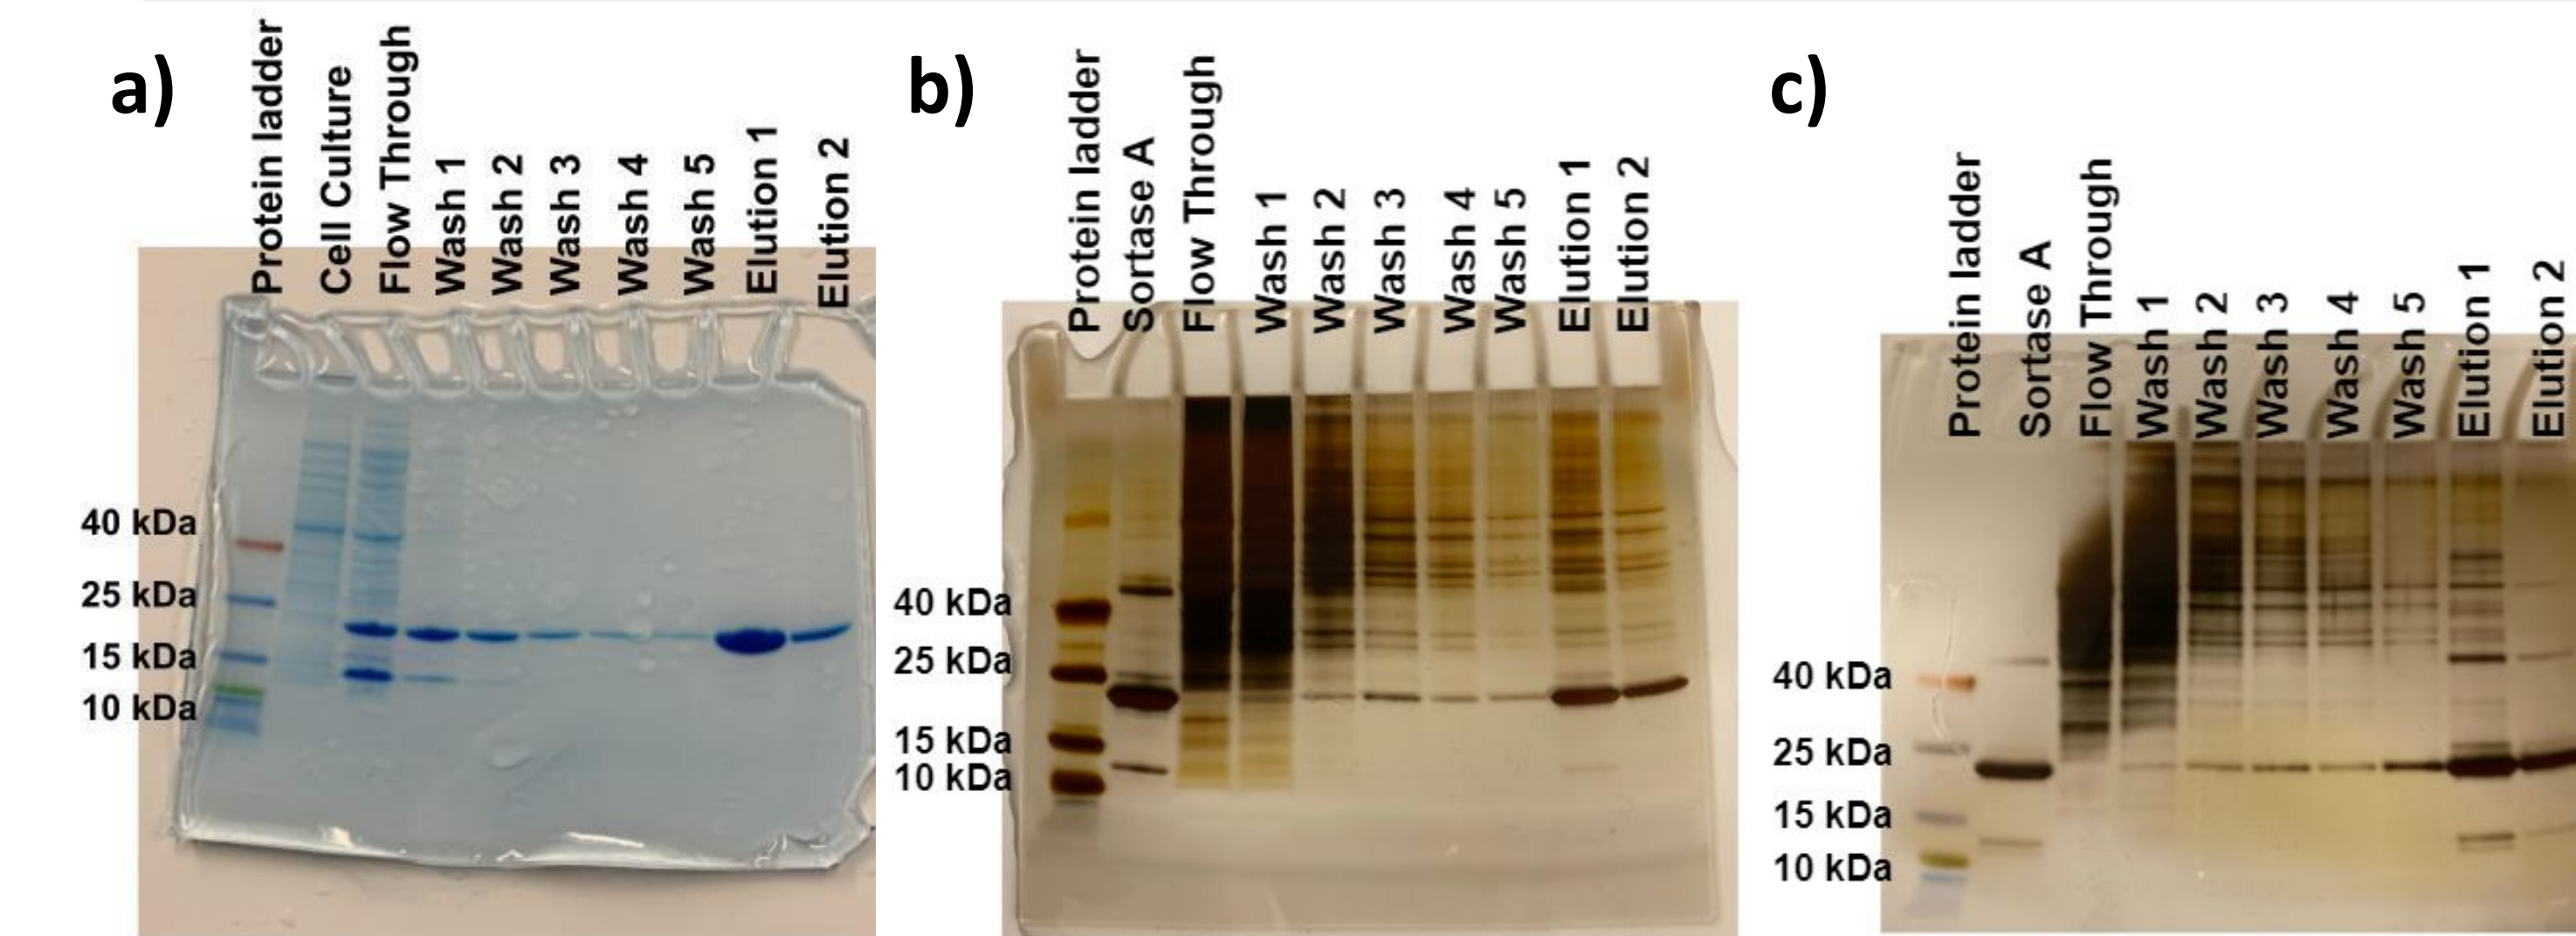 a)
Protein ladder
Cell Culture
Flow Through
Wash 1
Wash 2
Wash 3
Wash 4
Wash 5
Elution 1
Elution 2
40 kDa
25 kDa
15 kDa
10 kDa
b)
Protein ladder
Sortase A
Flow Through
Wash 1
Wash 2
Wash 3
Wash 4
Wash 5
Elution 1
Elution 2
40 kDa
25 kDa
15 kDa
10 kDa
c)
Protein ladder
Sortase A
Flow Through
Wash 1
Wash 2
Wash 3
Wash 4
Wash 5
Elution 1
Elution 2
40 kDa
25 kDa
15 kDa
10 kDa